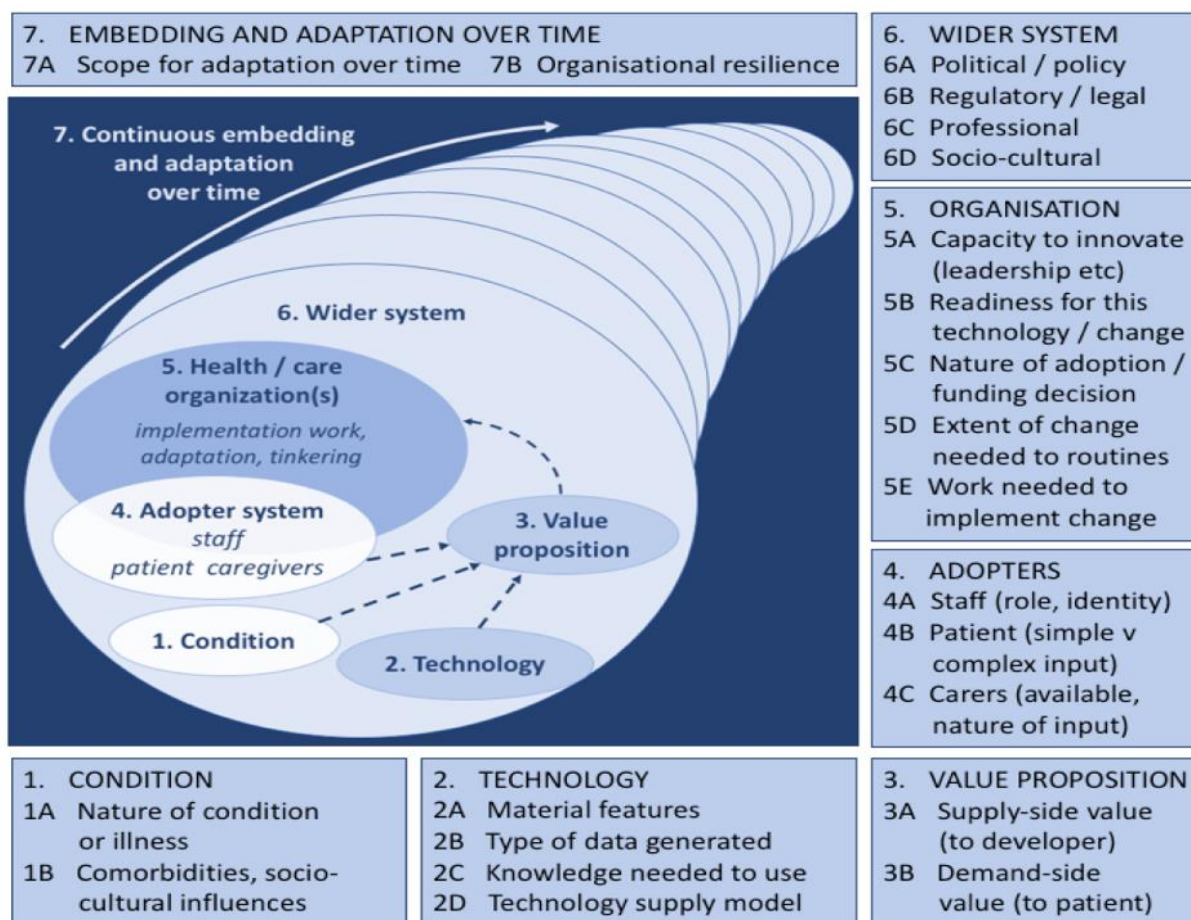 7. EMBEDDING AND ADAPTATION OVER TIME
7A Scope for adaptation over time 7B Organisational resilience
7. Continuous embedding
and adaptation
over time
6. Wider system
5. Health / care
organization(s)
implementation work,
adaptation, tinkering
4. Adopter system
staff
patient caregivers
3. Value
proposition
1. Condition
2. Technology
6. WIDER SYSTEM
6A Political / policy
6B Regulatory / legal
6C Professional
6D Socio-cultural
5. ORGANISATION
5A Capacity to innovate
(leadership etc)
5B Readiness for this
technology / change
5C Nature of adoption /
funding decision
5D Extent of change
needed to routines
5E Work needed to
implement change
4. ADOPTERS
4A Staff (role, identity)
4B Patient (simple v
complex input)
4C Carers (available,
nature of input)
1. CONDITION
1A Nature of condition
or illness
1B Comorbidities, socio-
cultural influences
2. TECHNOLOGY
2A Material features
2B Type of data generated
2C Knowledge needed to use
2D Technology supply model
3. VALUE PROPOSITION
3A Supply-side value
(to developer)
3B Demand-side
value (to patient)